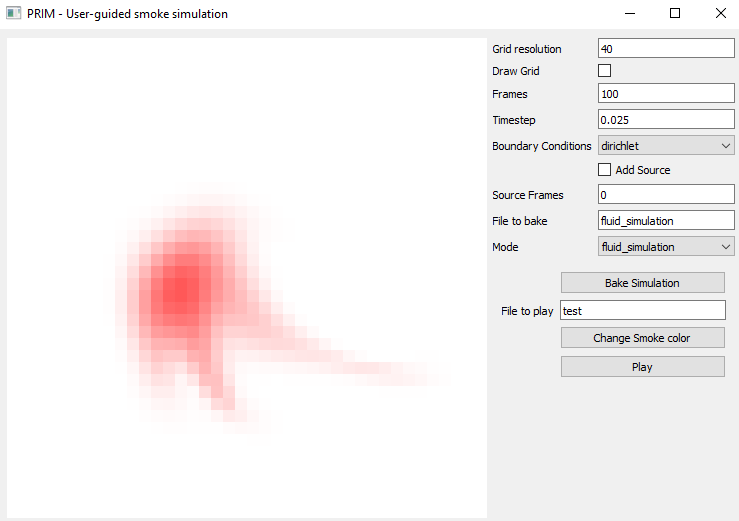 PRIM - User-guided smoke simulation
Grid resolution 40
Draw Grid
Frames 100
Timestep 0.025
Boundary Conditions dirichlet
Add Source
Source Frames 0
File to bake fluid_simulation
Mode fluid_simulation
Bake Simulation
File to play test
Change Smoke color
Play